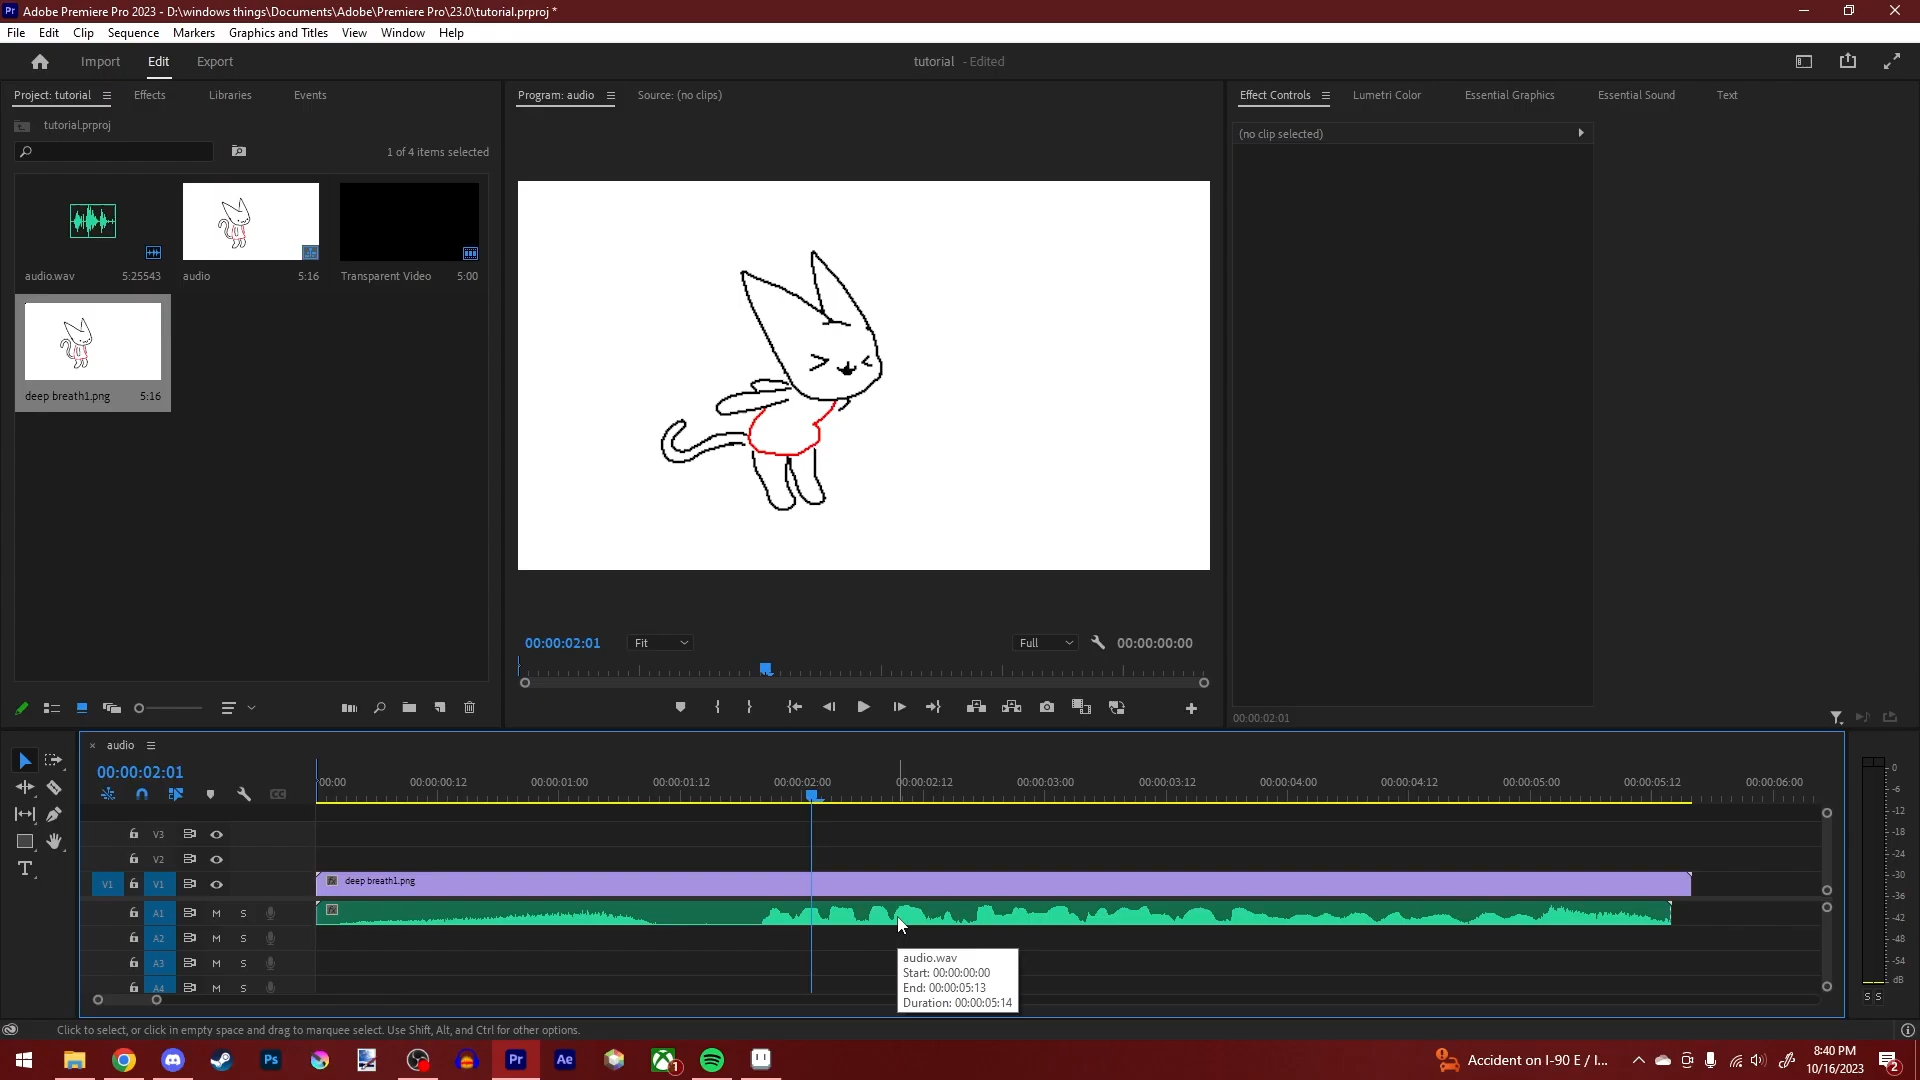 Pr Adobe Premiere Pro 2023 - D:\windows things\Documents\Adobe\Premiere Pro\23.0\tutorial.prproj *
File Edit Clip Sequence Markers Graphics and Titles View Window Help
Import Edit Export tutorial - Edited
Project: tutorial Effects Libraries Events
Program: audio Source: (no clips)
Effect Controls Lumetri Color Essential Graphics Essential Sound Text
tutorial.prproj
(no clip selected)
1 of 4 items selected
audio.wav 5:25543 audio 5:16 Transparent Video 5:00
deep breath1.png 5:16
00:00:02:01 Fit Full 00:00:00:00
00:00:02:01
audio
00:00:02:01
:00:00 00:00:00:12 00:00:01:00 00:00:01:12 00:00:02:00 00:00:02:12 00:00:03:00 00:00:03:12 00:00:04:00 00:00:04:12 00:00:05:00 00:00:05:12 00:00:06:00
V3
V2
V1 V1 deep breath1.png
A1 M S
A2 M S
A3 M S
A4 M S
audio.wav
Start: 00:00:00:00
End: 00:00:05:13
Duration: 00:00:05:14
0
-6
-12
-18
-24
-30
-36
-42
-48
-54
dB
S S
Click to select, or click in empty space and drag to marquee select. Use Shift, Alt, and Ctrl for other options.
Ps Pr Ae 1
Accident on I-90 E / I...
8:40 PM
10/16/2023
2